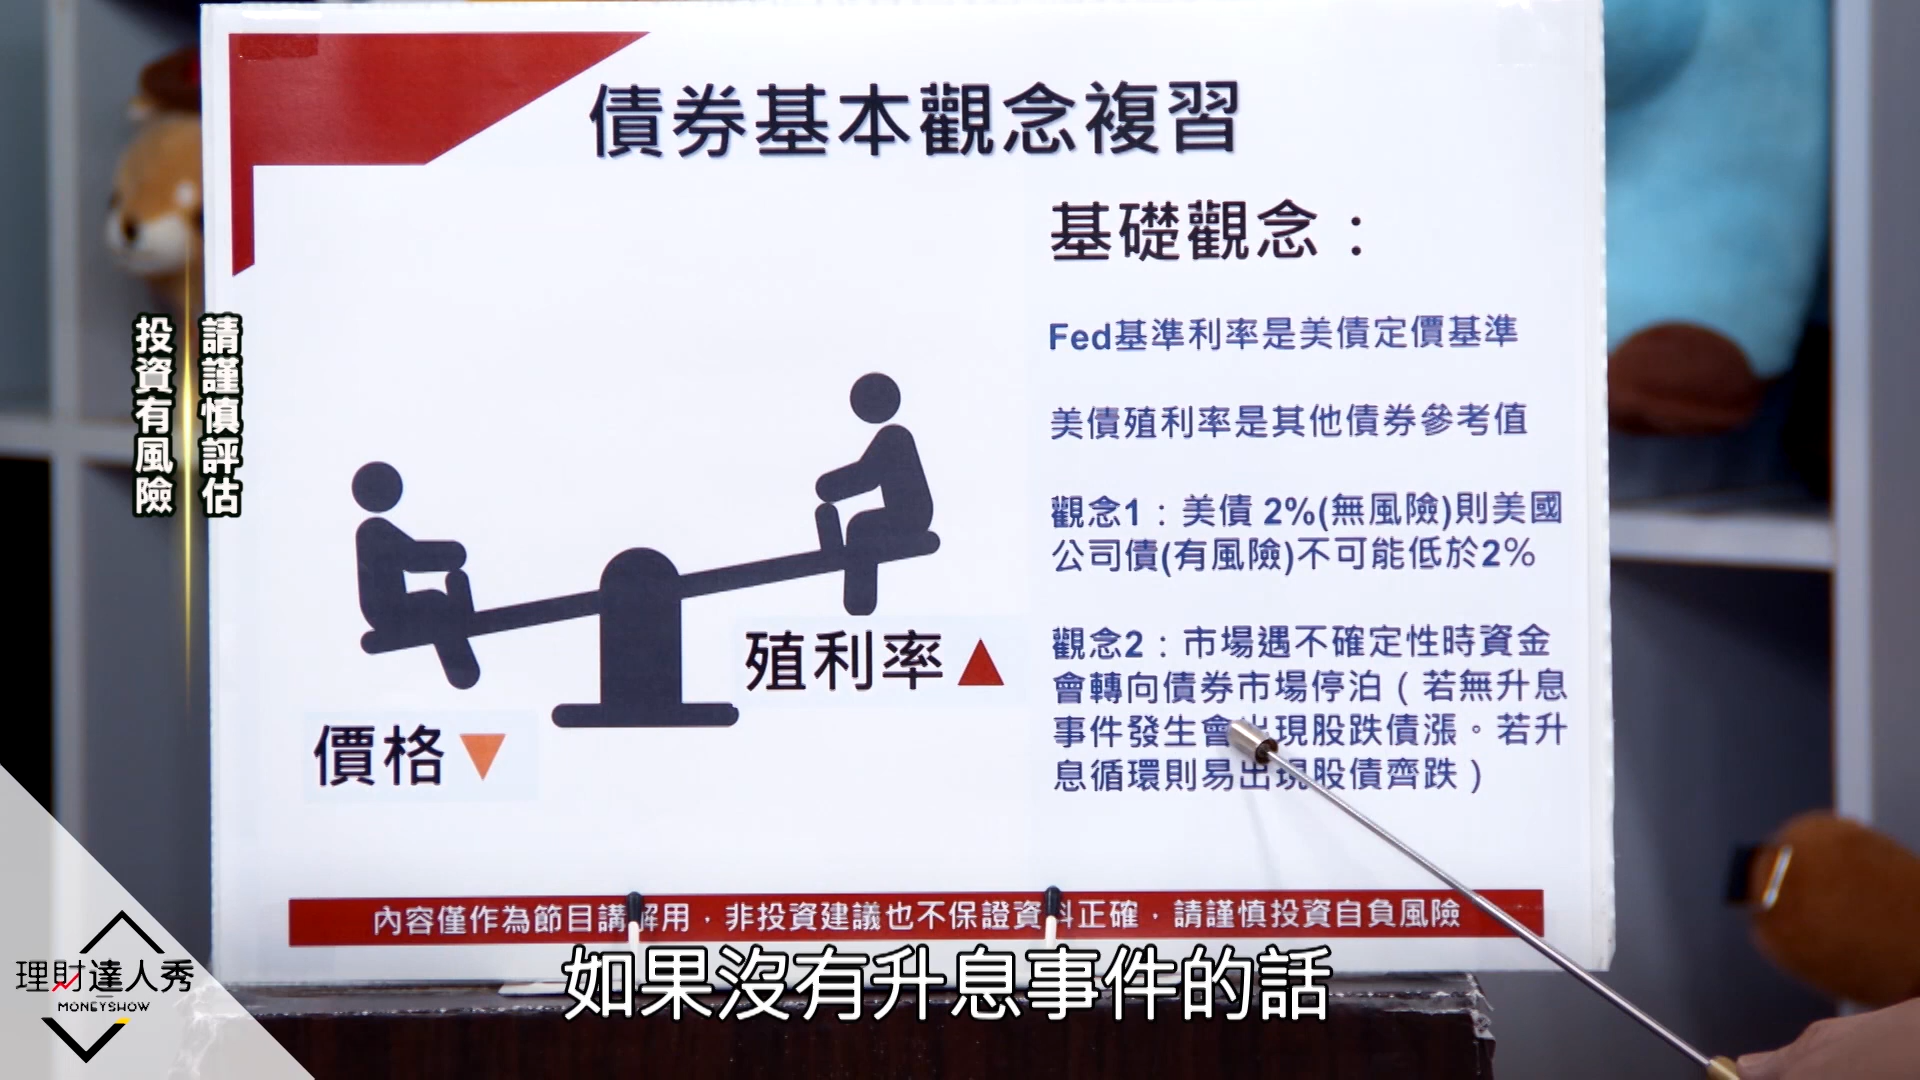 債券基本觀念複習
基礎觀念：
Fed基準利率是美債定價基準
美債殖利率是其他債券參考值
觀念1：美債 2%(無風險)則美國
公司債(有風險)不可能低於2%
觀念2：市場遇不確定性時資金
會轉向債券市場停泊（若無升息
事件發生會出現股跌債漲。若升
息循環則易出現股債齊跌）
殖利率▲
價格▼
請謹慎評估
投資有風險
內容僅作為節目講解用，非投資建議也不保證資料正確，請謹慎投資自負風險
如果沒有升息事件的話
理財達人秀
MONEYSHOW